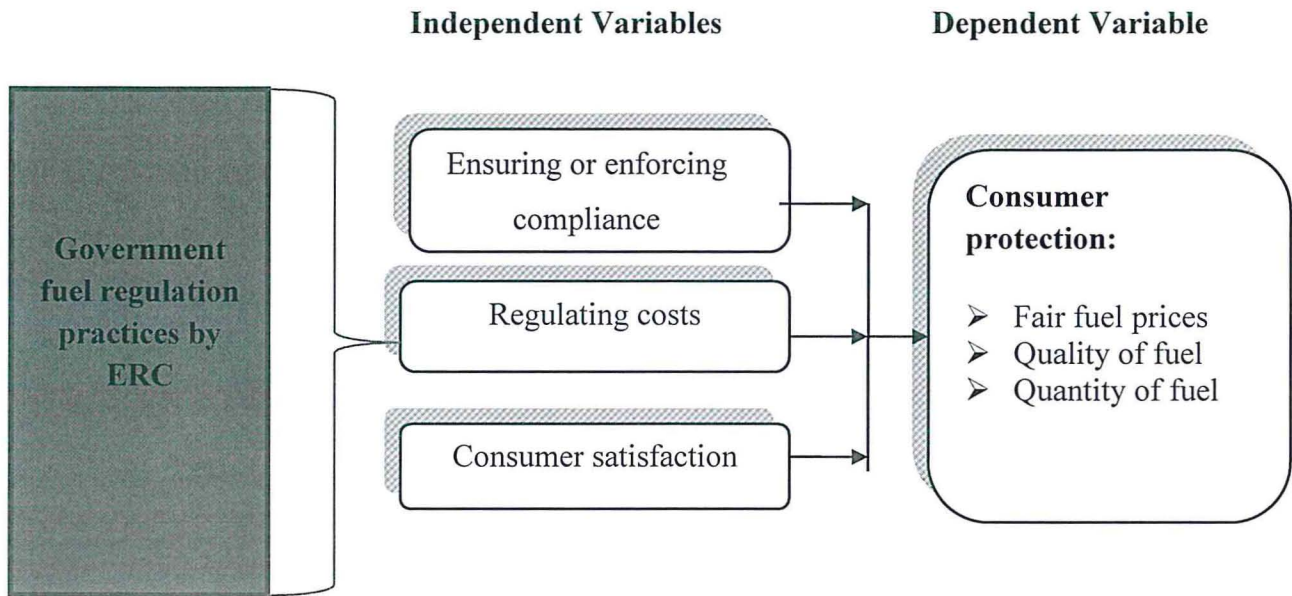 Independent Variables
Dependent Variable
Government
fuel regulation
practices by
ERC
Ensuring or enforcing
compliance
Regulating costs
Consumer satisfaction
Consumer
protection:
➢ Fair fuel prices
➢ Quality of fuel
➢ Quantity of fuel